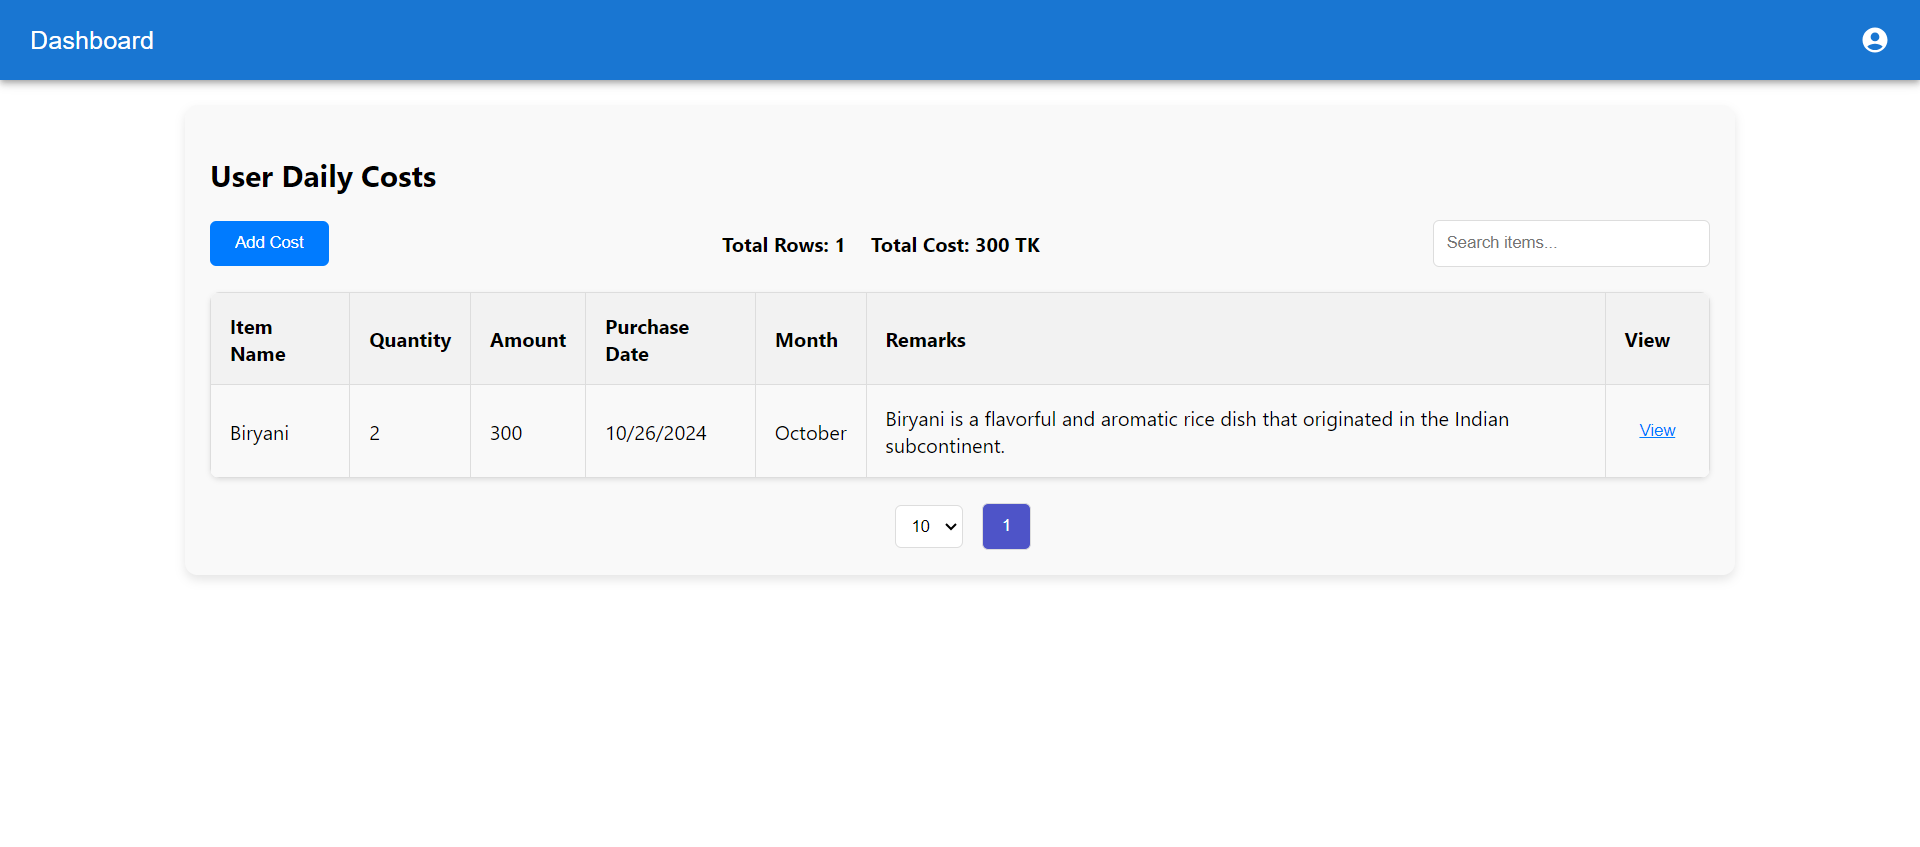 Dashboard
User Daily Costs
Add Cost
Total Rows: 1 Total Cost: 300 TK
Search items...
Item Name
Quantity
Amount
Purchase Date
Month
Remarks
View
Biryani
2
300
10/26/2024
October
Biryani is a flavorful and aromatic rice dish that originated in the Indian
subcontinent.
View
10
1